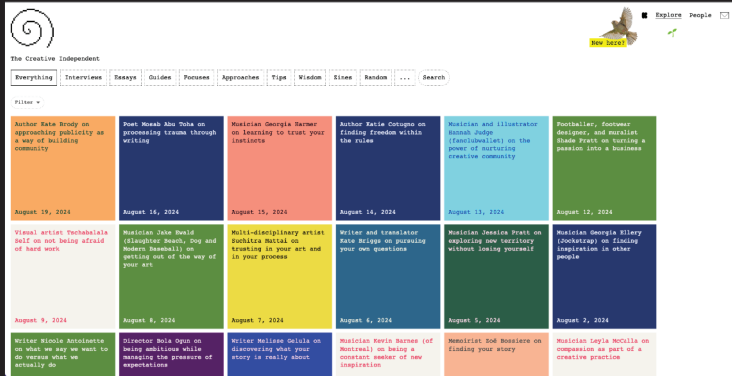 Explore People
New here?
The Creative Independent
Everything Interviews Essays Guides Focuses Approaches Tips Wisdom Zines Random ... Search
Filter
Author Kate Brody on
approaching publicity as
a way of building
community
August 19, 2024
Poet Mosab Abu Toha on
processing trauma through
writing
August 16, 2024
Musician Georgia Harmer
on learning to trust your
instincts
August 15, 2024
Author Katie Cotugno on
finding freedom within
the rules
August 14, 2024
Musician and illustrator
Hannah Judge
(fanclubwallet) on the
power of nurturing
creative community
August 13, 2024
Footballer, footwear
designer, and muralist
Shade Pratt on turning a
passion into a business
August 12, 2024
Visual artist Tschabalala
Self on not being afraid
of hard work
August 9, 2024
Musician Jake Ewald
(Slaughter Beach, Dog and
Modern Baseball) on
getting out of the way of
your art
August 8, 2024
Multi-disciplinary artist
Suchitra Mattai on
trusting in your art and
in your process
August 7, 2024
Writer and translator
Kate Briggs on pursuing
your own questions
August 6, 2024
Musician Jessica Pratt on
exploring new territory
without losing yourself
August 5, 2024
Musician Georgia Ellery
(Jockstrap) on finding
inspiration in other
people
August 2, 2024
Writer Nicole Antoinette
on what we say we want to
do versus what we
actually do
Director Bola Ogun on
being ambitious while
managing the pressure of
expectations
Writer Melissa Gelula on
discovering what your
story is really about
Musician Kevin Barnes (of
Montreal) on being a
constant seeker of new
inspiration
Memoirist Zoë Bossiere on
finding your story
Musician Leyla McCalla on
compassion as part of a
creative practice